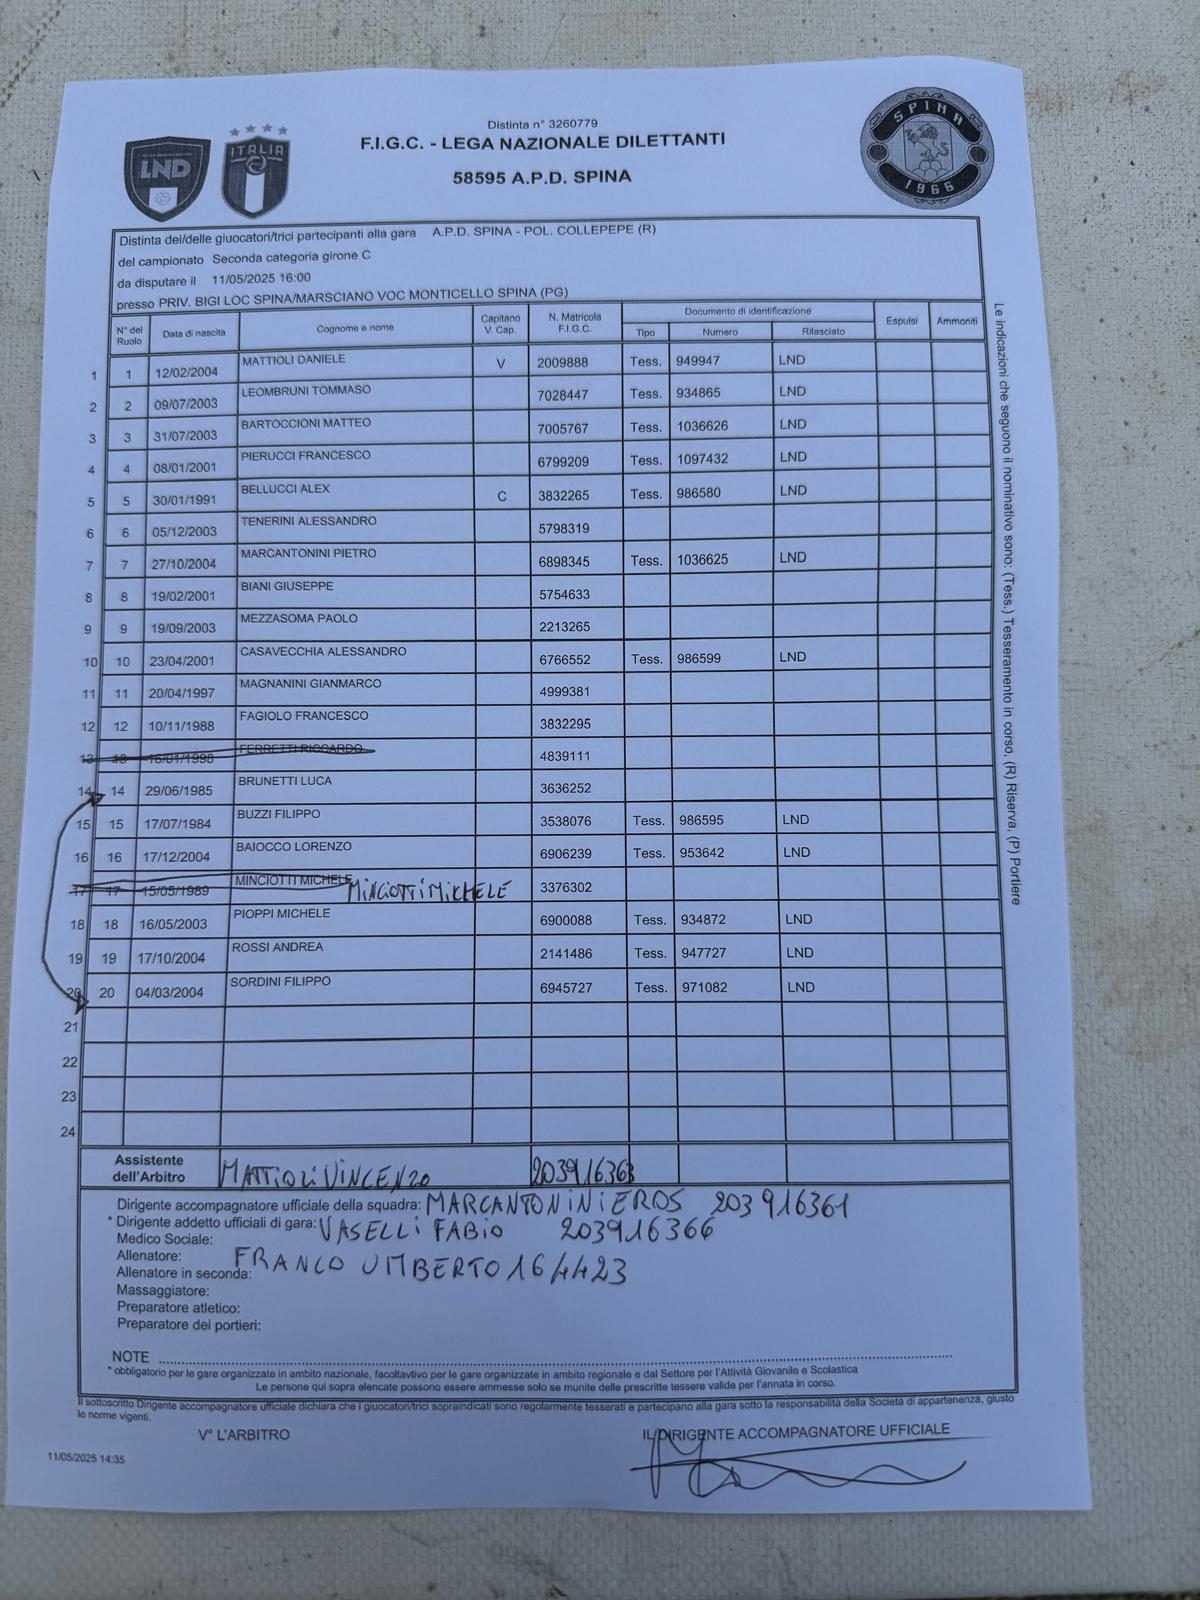 Distinta n° 3260779
F.I.G.C. - LEGA NAZIONALE DILETTANTI
58595 A.P.D. SPINA
LND
ITALIA
SPINA
1966
Distinta dei/delle giuocatori/trici partecipanti alla gara A.P.D. SPINA - POL. COLLEPEPE (R)
del campionato Seconda categoria girone C
da disputare il 11/05/2025 16:00
presso PRIV. BIGI LOC SPINA/MARSCIANO VOC MONTICELLO SPINA (PG)
N° del Ruolo Data di nascita Cognome e nome Capitano V. Cap. N. Matricola F.I.G.C. Documento di identificazione Espulsi Ammoniti
Tipo Numero Rilasciato
1 1 12/02/2004 MATTIOLI DANIELE V 2009888 Tess. 949947 LND
2 2 09/07/2003 LEOMBRUNI TOMMASO 7028447 Tess. 934865 LND
3 3 31/07/2003 BARTOCCIONI MATTEO 7005767 Tess. 1036626 LND
4 4 08/01/2001 PIERUCCI FRANCESCO 6799209 Tess. 1097432 LND
5 5 30/01/1991 BELLUCCI ALEX C 3832265 Tess. 986580 LND
6 6 05/12/2003 TENERINI ALESSANDRO 5798319
7 7 27/10/2004 MARCANTONINI PIETRO 6898345 Tess. 1036625 LND
8 8 19/02/2001 BIANI GIUSEPPE 5754633
9 9 19/09/2003 MEZZASOMA PAOLO 2213265
10 10 23/04/2001 CASAVECCHIA ALESSANDRO 6766552 Tess. 986599 LND
11 11 20/04/1997 MAGNANINI GIANMARCO 4999381
12 12 10/11/1988 FAGIOLO FRANCESCO 3832295
13 13 16/01/1998 FERRETTI RICCARDO 4839111
14 14 29/06/1985 BRUNETTI LUCA 3636252
15 15 17/07/1984 BUZZI FILIPPO 3538076 Tess. 986595 LND
16 16 17/12/2004 BAIOCCO LORENZO 6906239 Tess. 953642 LND
17 17 15/05/1989 MINCIOTTI MICHELE MINCIOTTI MICHELE 3376302
18 18 16/05/2003 PIOPPI MICHELE 6900088 Tess. 934872 LND
19 19 17/10/2004 ROSSI ANDREA 2141486 Tess. 947727 LND
20 20 04/03/2004 SORDINI FILIPPO 6945727 Tess. 971082 LND
21
22
23
24
Assistente dell'Arbitro MATTIOLI VINCENZO 203916363
Dirigente accompagnatore ufficiale della squadra: MARCANTONINI EROS 203916361
* Dirigente addetto ufficiali di gara: VASELLI FABIO 203916366
Medico Sociale:
Allenatore: FRANCO UMBERTO 164423
Allenatore in seconda:
Massaggiatore:
Preparatore atletico:
Preparatore dei portieri:
NOTE
* obbligatorio per le gare organizzate in ambito nazionale, facoltavtivo per le gare organizzate in ambito regionale e dal Settore per l'Attività Giovanile e Scolastica
Le persone qui sopra elencate possono essere ammesse solo se munite delle prescritte tessere valide per l'annata in corso.
Il sottoscritto Dirigente accompagnatore ufficiale dichiara che i giuocatori/trici sopraindicati sono regolarmente tesserati e partecipano alla gara sotto la responsabilità della Società di appartenenza, giusto
le norme vigenti.
V° L'ARBITRO IL DIRIGENTE ACCOMPAGNATORE UFFICIALE
11/05/2025 14:35
Le indicazioni che seguono il nominativo sono: (Tess.) Tesseramento in corso, (R) Riserva, (P) Portiere